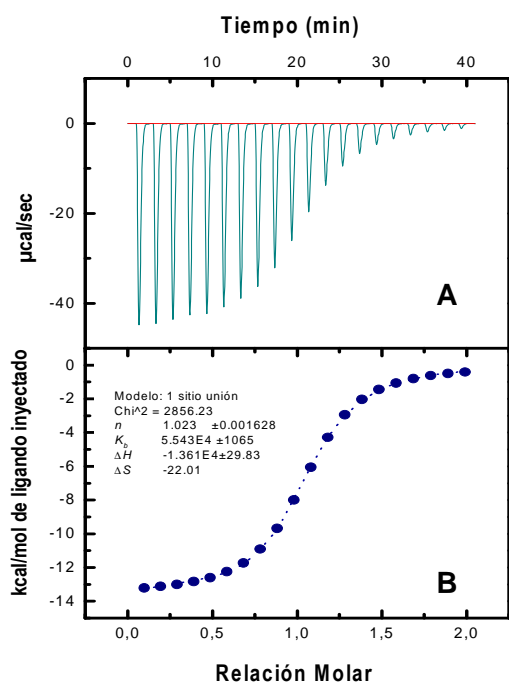 Tiempo (min)
0 10 20 30 40
0
-20
-40
µcal/sec
A
0
-2
-4
-6
-8
-10
-12
-14
kcal/mol de ligando inyectado
Modelo: 1 sitio unión
Chi^2 = 2856.23
n 1.023 ±0.001628
Kb 5.543E4 ±1065
ΔH -1.361E4±29.83
ΔS -22.01
B
0,0 0,5 1,0 1,5 2,0
Relación Molar